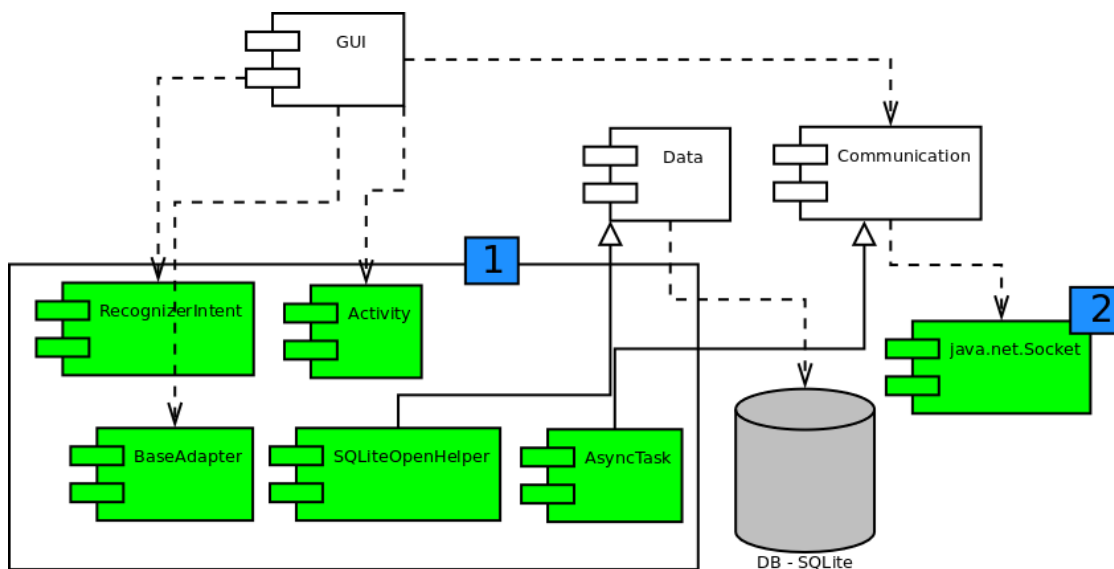 GUI
Data
Communication
1
RecognizerIntent
Activity
2
java.net.Socket
BaseAdapter
SQLiteOpenHelper
AsyncTask
DB - SQLite